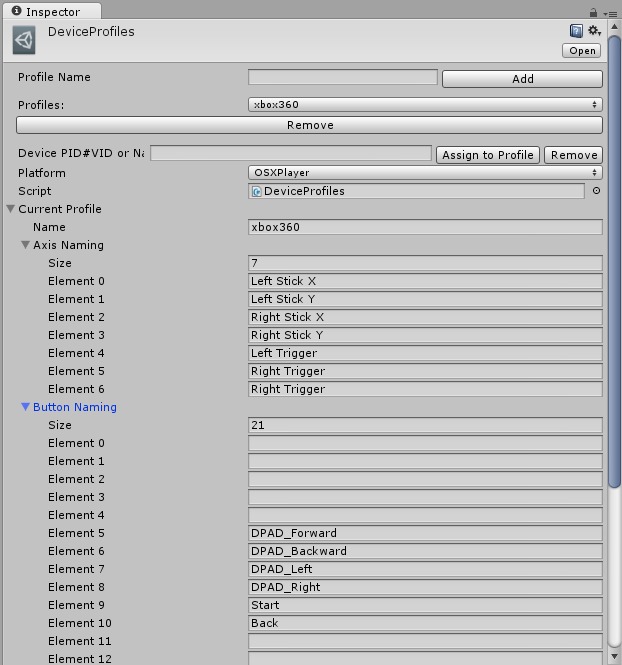 Inspector
DeviceProfiles
Open
Profile Name Add
Profiles: xbox360
Remove
Device PID#VID or Na Assign to Profile Remove
Platform OSXPlayer
Script DeviceProfiles
Current Profile
Name xbox360
Axis Naming
Size 7
Element 0 Left Stick X
Element 1 Left Stick Y
Element 2 Right Stick X
Element 3 Right Stick Y
Element 4 Left Trigger
Element 5 Right Trigger
Element 6 Right Trigger
Button Naming
Size 21
Element 0
Element 1
Element 2
Element 3
Element 4
Element 5 DPAD_Forward
Element 6 DPAD_Backward
Element 7 DPAD_Left
Element 8 DPAD_Right
Element 9 Start
Element 10 Back
Element 11
Element 12